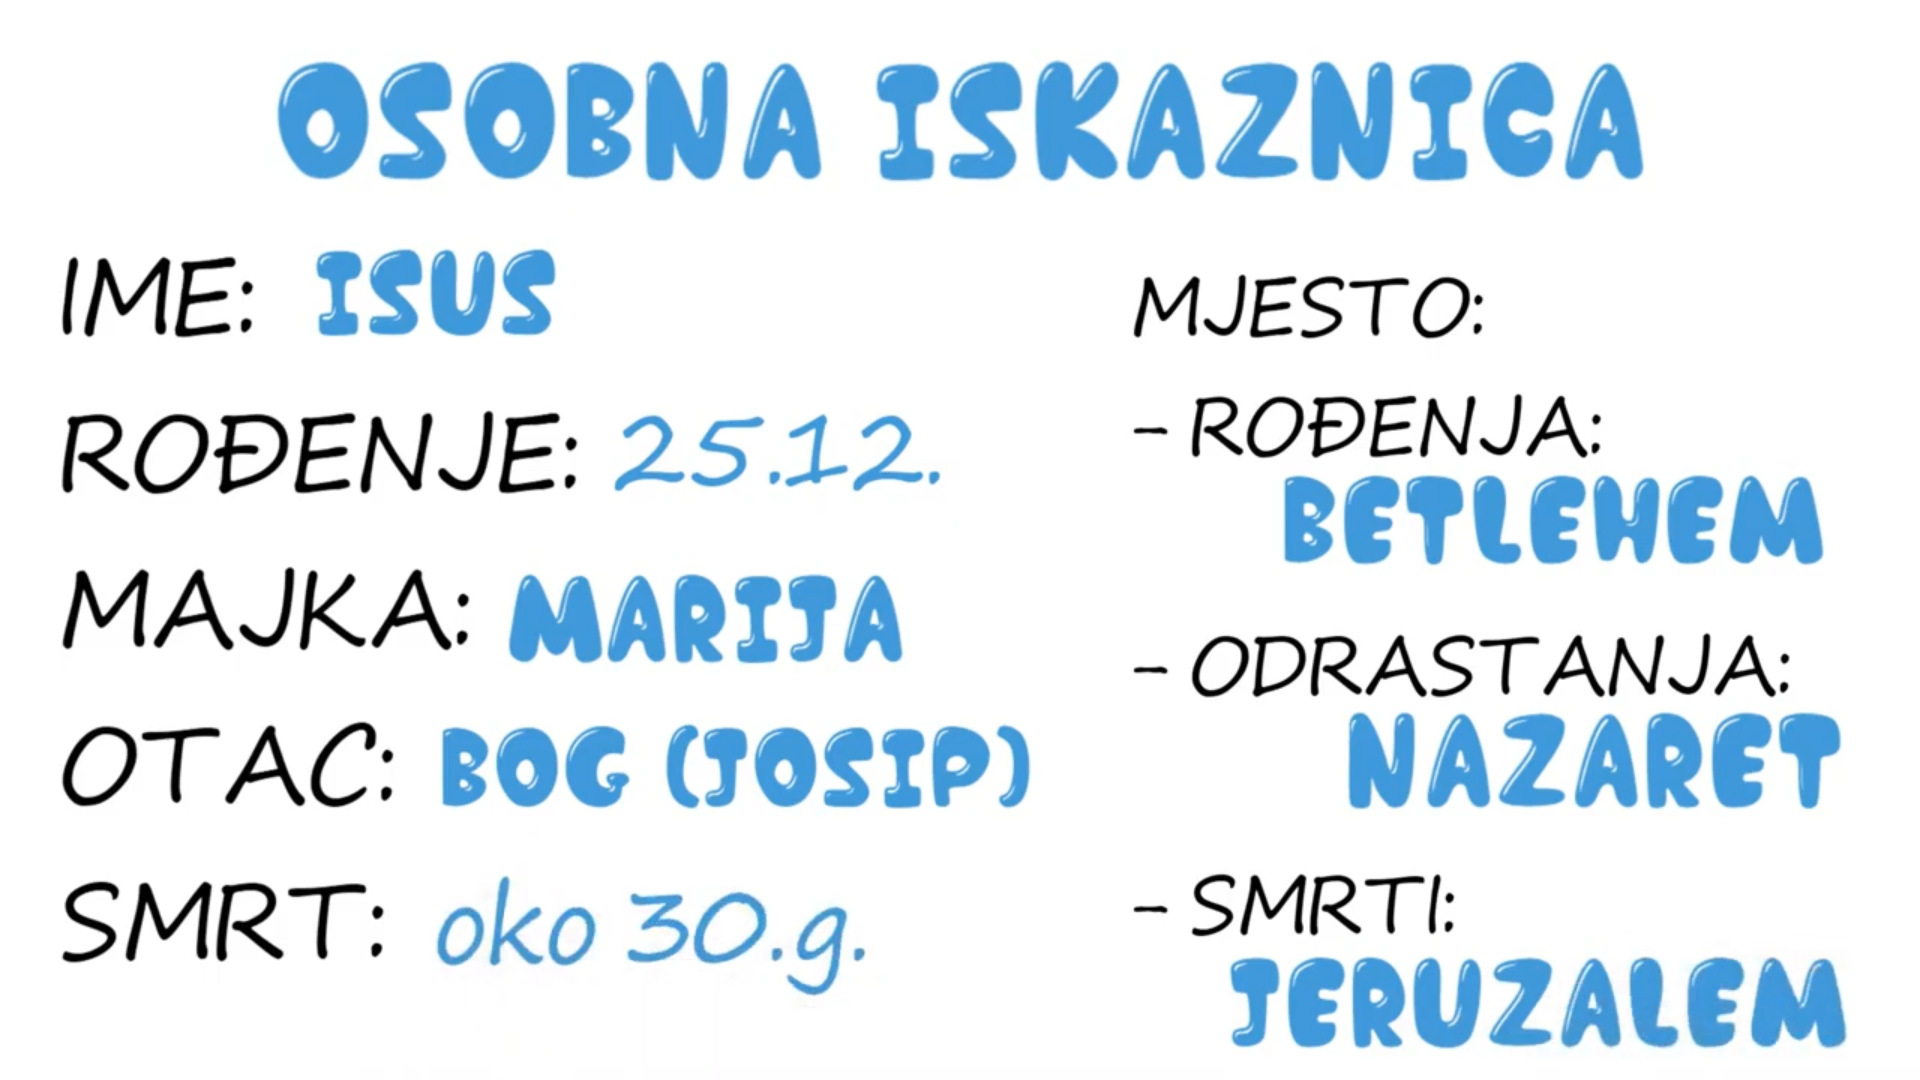 OSOBNA ISKAZNICA
IME: ISUS
ROĐENJE: 25.12.
MAJKA: MARIJA
OTAC: BOG (JOSIP)
SMRT: oko 30.g.
MJESTO:
- ROĐENJA:
BETLEHEM
- ODRASTANJA:
NAZARET
- SMRTI:
JERUZALEM